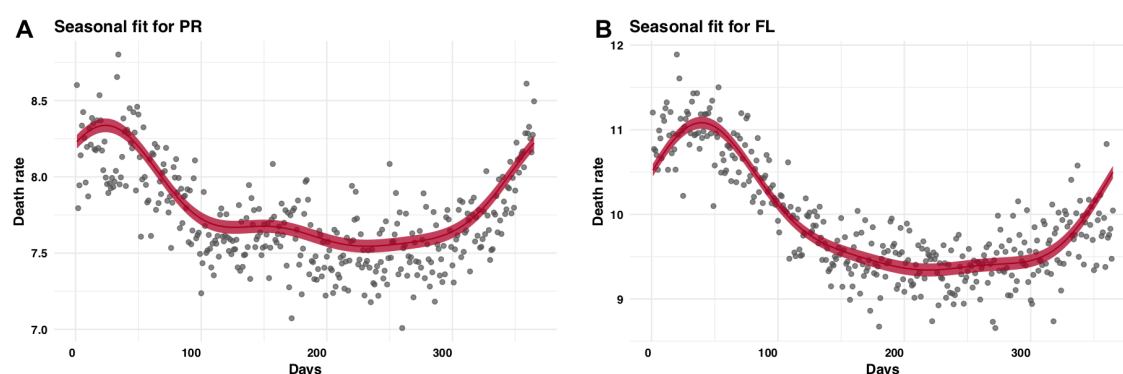 A Seasonal fit for PR
8.5
8.0
7.5
7.0
Death rate
0 100 200 300
Days
B Seasonal fit for FL
12
11
10
9
Death rate
0 100 200 300
Days